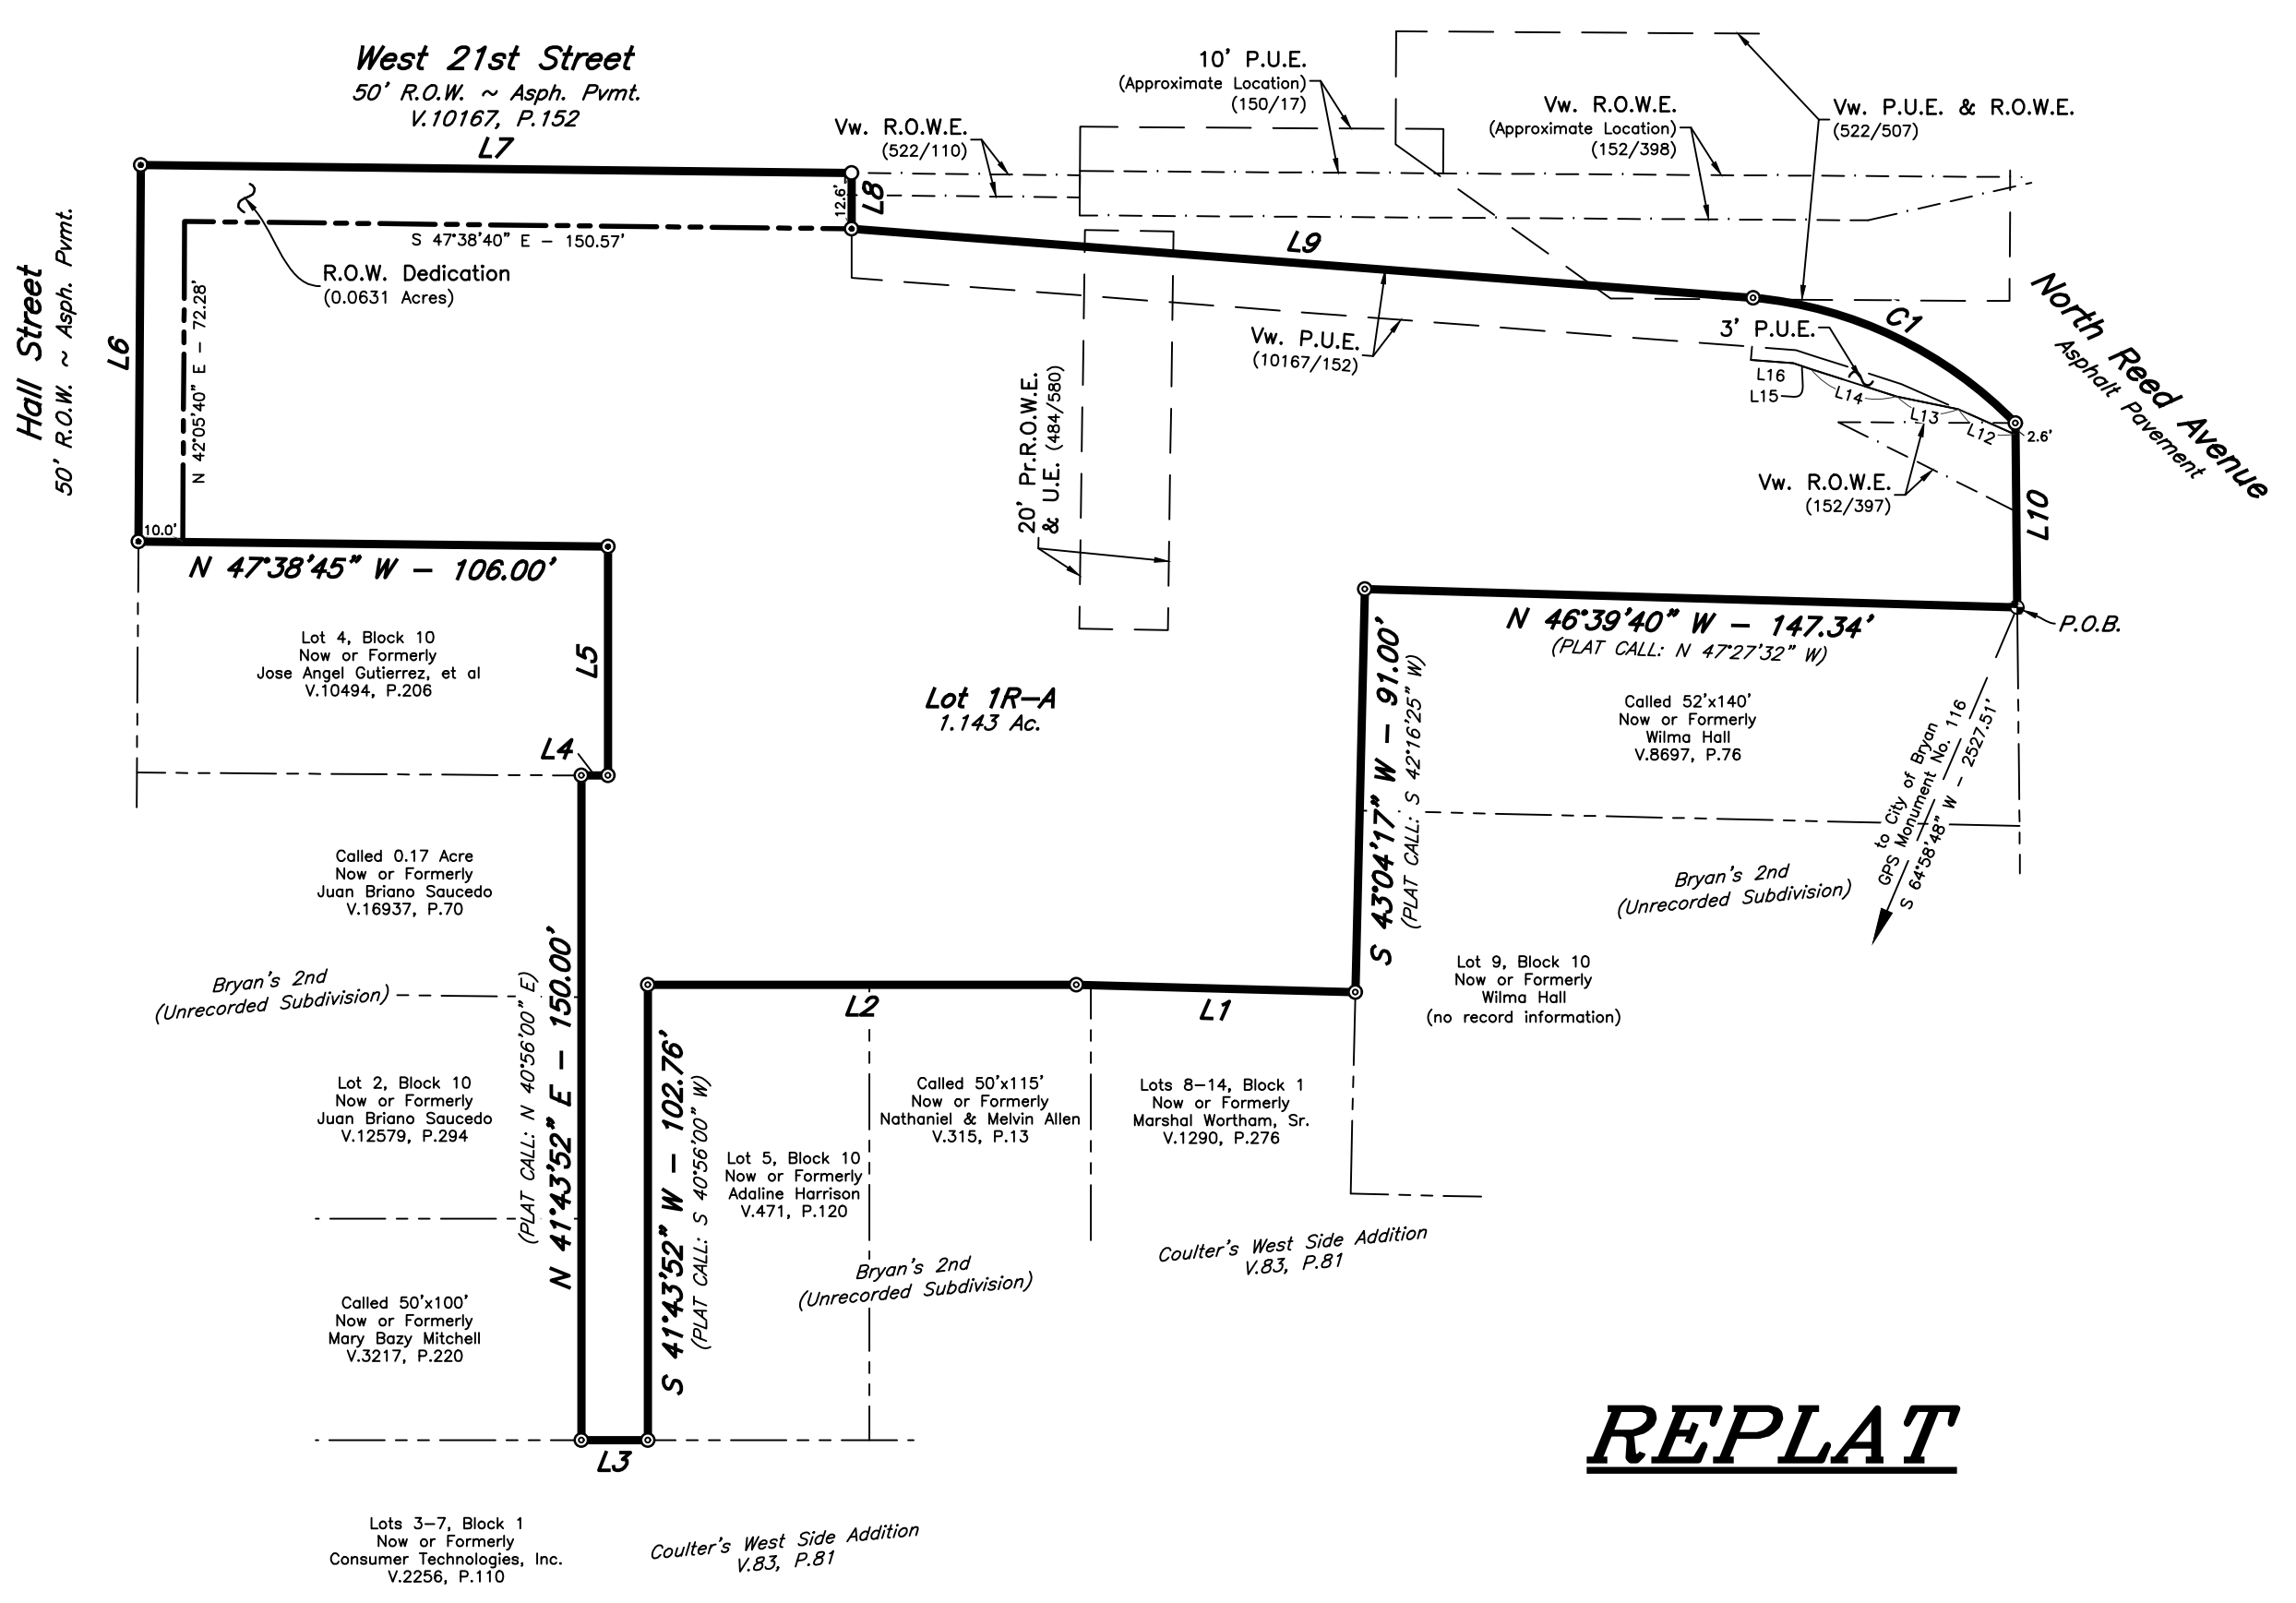 West 21st Street
50' R.O.W. ~ Asph. Pvmt.
V.10167, P.152
L7
Vw. R.O.W.E.
(522/110)
10' P.U.E.
(Approximate Location)
(150/17)
Vw. R.O.W.E.
(Approximate Location)
(152/398)
Vw. P.U.E. & R.O.W.E.
(522/507)
12.6'
L8
S 47°38'40" E – 150.57'
R.O.W. Dedication
(0.0631 Acres)
Hall Street
50' R.O.W. ~ Asph. Pvmt.
L6
N 42°05'40" E – 72.28'
L9
Vw. P.U.E.
(10167/152)
20' Pr.R.O.W.E.
& U.E. (484/580)
C1
3' P.U.E.
L16
L15
L14
L13
L12
2.6'
North Reed Avenue
Asphalt Pavement
Vw. R.O.W.E.
(152/397)
L10
10.0'
N 47°38'45" W – 106.00'
N 46°39'40" W – 147.34'
(PLAT CALL: N 47°27'32" W)
P.O.B.
Lot 4, Block 10
Now or Formerly
Jose Angel Gutierrez, et al
V.10494, P.206
L5
L4
Lot 1R–A
1.143 Ac.
S 43°04'17" W – 91.00'
(PLAT CALL: S 42°16'25" W)
Called 52'x140'
Now or Formerly
Wilma Hall
V.8697, P.76
to City of Bryan
GPS Monument No. 116
S 64°58'48" W – 2527.51'
Bryan's 2nd
(Unrecorded Subdivision)
Called 0.17 Acre
Now or Formerly
Juan Briano Saucedo
V.16937, P.70
Bryan's 2nd
(Unrecorded Subdivision)
Lot 9, Block 10
Now or Formerly
Wilma Hall
(no record information)
L2
L1
(PLAT CALL: N 40°56'00" E)
N 41°43'52" E – 150.00'
S 41°43'52" W – 102.76'
(PLAT CALL: S 40°56'00" W)
Lot 2, Block 10
Now or Formerly
Juan Briano Saucedo
V.12579, P.294
Called 50'x115'
Now or Formerly
Nathaniel & Melvin Allen
V.315, P.13
Lots 8–14, Block 1
Now or Formerly
Marshal Wortham, Sr.
V.1290, P.276
Lot 5, Block 10
Now or Formerly
Adaline Harrison
V.471, P.120
Bryan's 2nd
(Unrecorded Subdivision)
Coulter's West Side Addition
V.83, P.81
Called 50'x100'
Now or Formerly
Mary Bazy Mitchell
V.3217, P.220
L3
REPLAT
Lots 3–7, Block 1
Now or Formerly
Consumer Technologies, Inc.
V.2256, P.110
Coulter's West Side Addition
V.83, P.81